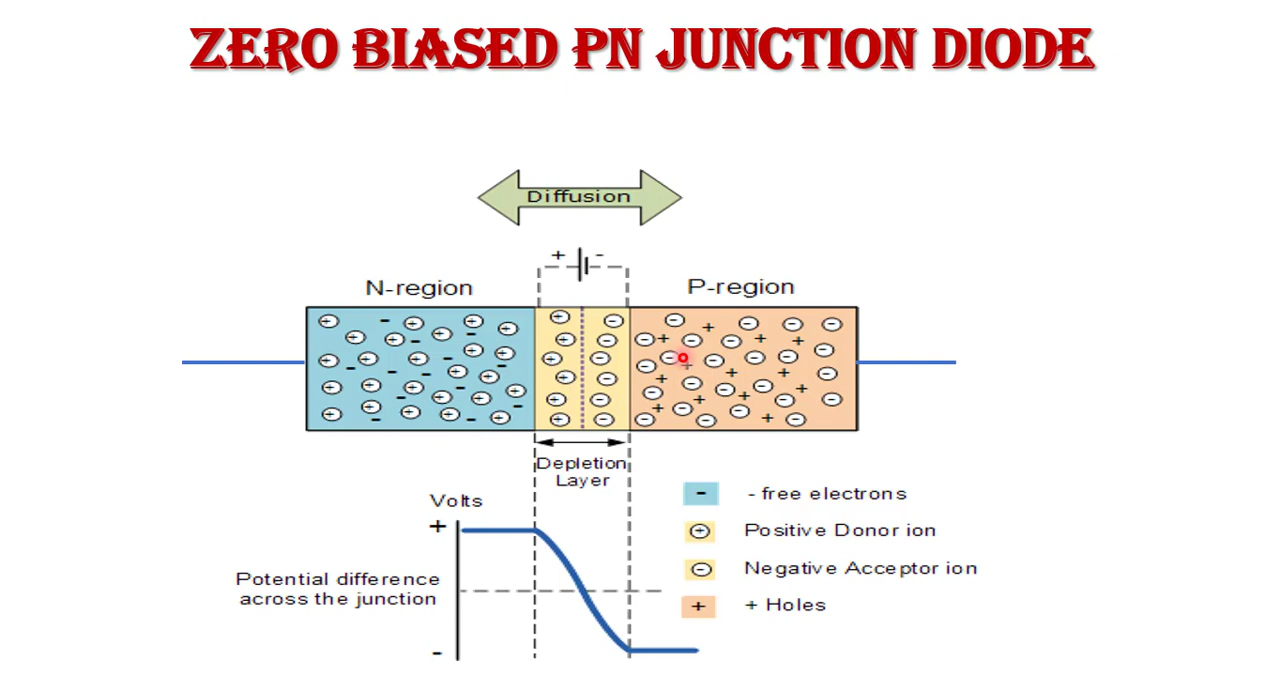 ZERO BIASED PN JUNCTION DIODE
Diffusion
+ -
N-region
P-region
Depletion
Layer
Volts
+
Potential difference
across the junction
-
- - free electrons
+ Positive Donor ion
- Negative Acceptor ion
+ + Holes